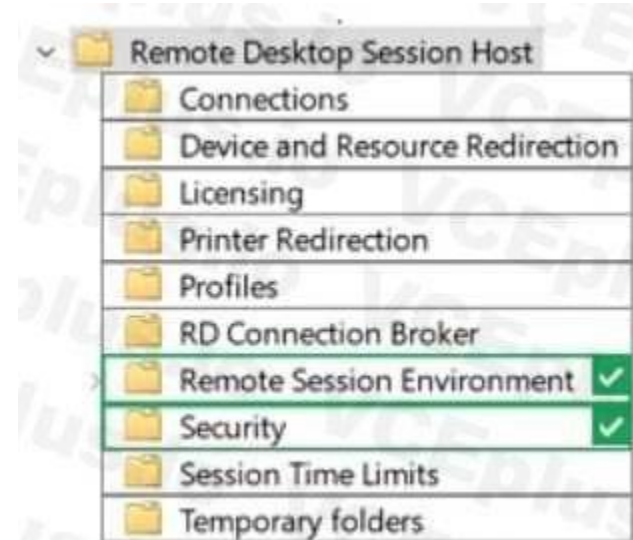 Remote Desktop Session Host
Connections
Device and Resource Redirection
Licensing
Printer Redirection
Profiles
RD Connection Broker
Remote Session Environment
Security
Session Time Limits
Temporary folders